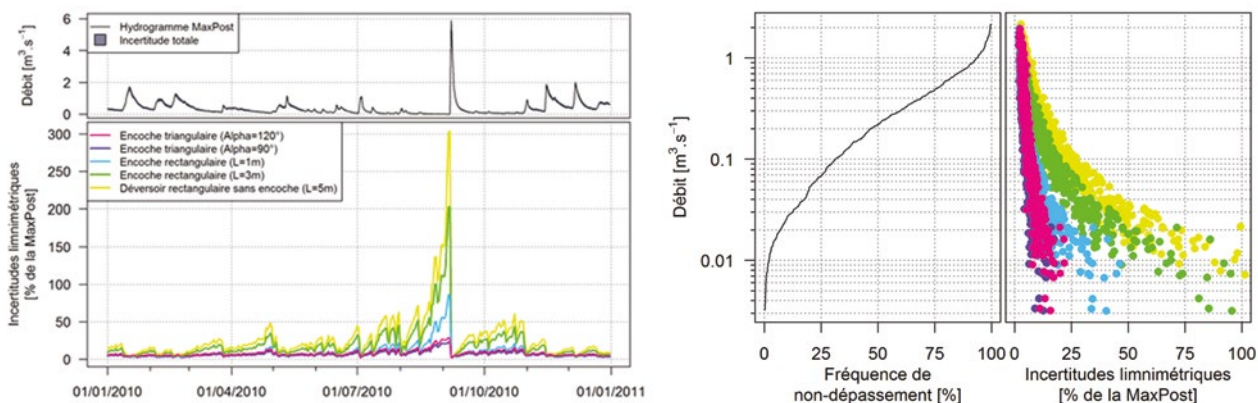 Débit [m³.s⁻¹]
6
4
2
0
Hydrogramme MaxPost
Incertitude totale
Incertitudes limnimétriques
[% de la MaxPost]
300
250
200
150
100
50
0
Encoche triangulaire (Alpha=120°)
Encoche triangulaire (Alpha=90°)
Encoche rectangulaire (L=1m)
Encoche rectangulaire (L=3m)
Déversoir rectangulaire sans encoche (L=5m)
01/01/2010 01/04/2010 01/07/2010 01/10/2010 01/01/2011
Débit [m³.s⁻¹]
1
0.1
0.01
0 25 50 75 100
Fréquence de
non-dépassement [%]
0 25 50 75 100
Incertitudes limnimétriques
[% de la MaxPost]